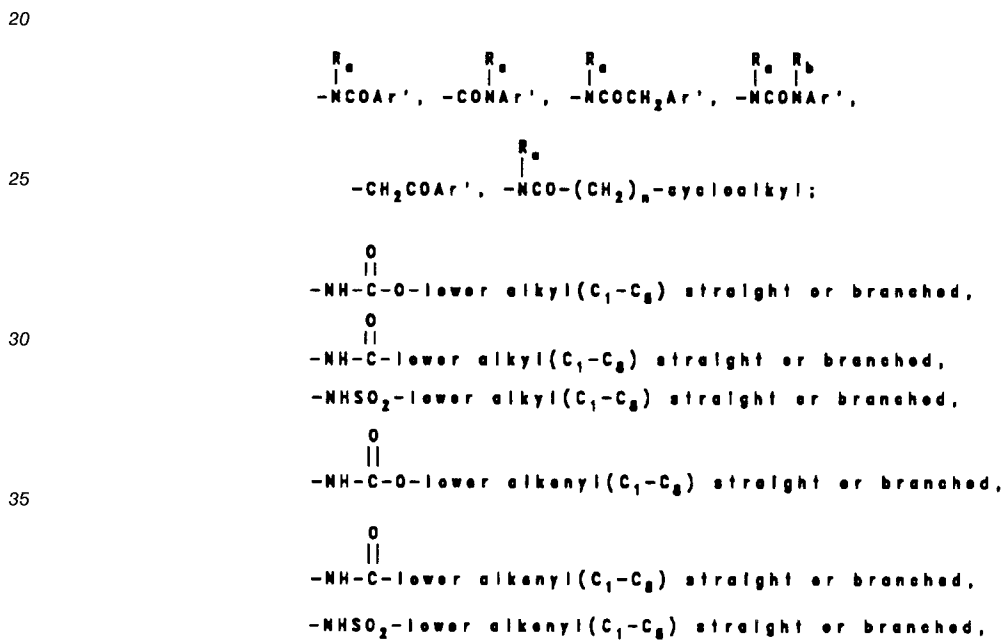 20
Ra Ra Ra Ra Rb
-NCOAr', -CONAr', -NCOCH2Ar', -NCONAr',
Ra
25
-CH2COAr', -NCO-(CH2)n-cycloalkyl;
O
-NH-C-O-lower alkyl(C1-C8) straight or branched,
O
30
-NH-C-lower alkyl(C1-C8) straight or branched,
-NHSO2-lower alkyl(C1-C8) straight or branched,
O
-NH-C-O-lower alkenyl(C1-C8) straight or branched,
35
O
-NH-C-lower alkenyl(C1-C8) straight or branched,
-NHSO2-lower alkenyl(C1-C8) straight or branched,